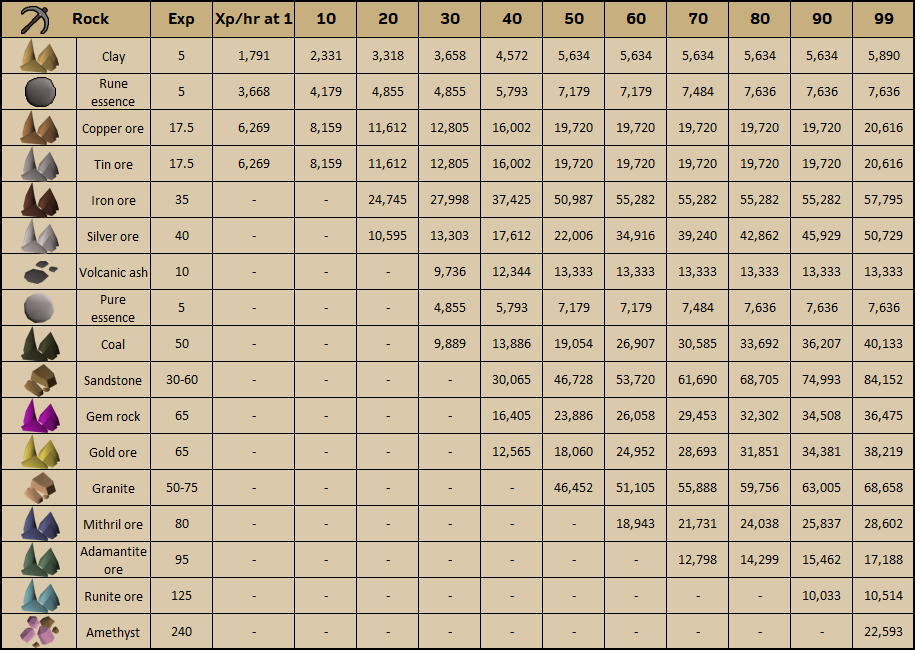 Rock Exp Xp/hr at 1 10 20 30 40 50 60 70 80 90 99
Clay 5 1,791 2,331 3,318 3,658 4,572 5,634 5,634 5,634 5,634 5,634 5,890
Rune
essence 5 3,668 4,179 4,855 4,855 5,793 7,179 7,179 7,484 7,636 7,636 7,636
Copper ore 17.5 6,269 8,159 11,612 12,805 16,002 19,720 19,720 19,720 19,720 19,720 20,616
Tin ore 17.5 6,269 8,159 11,612 12,805 16,002 19,720 19,720 19,720 19,720 19,720 20,616
Iron ore 35 - - 24,745 27,998 37,425 50,987 55,282 55,282 55,282 55,282 57,795
Silver ore 40 - - 10,595 13,303 17,612 22,006 34,916 39,240 42,862 45,929 50,729
Volcanic ash 10 - - - 9,736 12,344 13,333 13,333 13,333 13,333 13,333 13,333
Pure
essence 5 - - - 4,855 5,793 7,179 7,179 7,484 7,636 7,636 7,636
Coal 50 - - - 9,889 13,886 19,054 26,907 30,585 33,692 36,207 40,133
Sandstone 30-60 - - - - 30,065 46,728 53,720 61,690 68,705 74,993 84,152
Gem rock 65 - - - - 16,405 23,886 26,058 29,453 32,302 34,508 36,475
Gold ore 65 - - - - 12,565 18,060 24,952 28,693 31,851 34,381 38,219
Granite 50-75 - - - - - 46,452 51,105 55,888 59,756 63,005 68,658
Mithril ore 80 - - - - - - 18,943 21,731 24,038 25,837 28,602
Adamantite
ore 95 - - - - - - - 12,798 14,299 15,462 17,188
Runite ore 125 - - - - - - - - - 10,033 10,514
Amethyst 240 - - - - - - - - - - 22,593